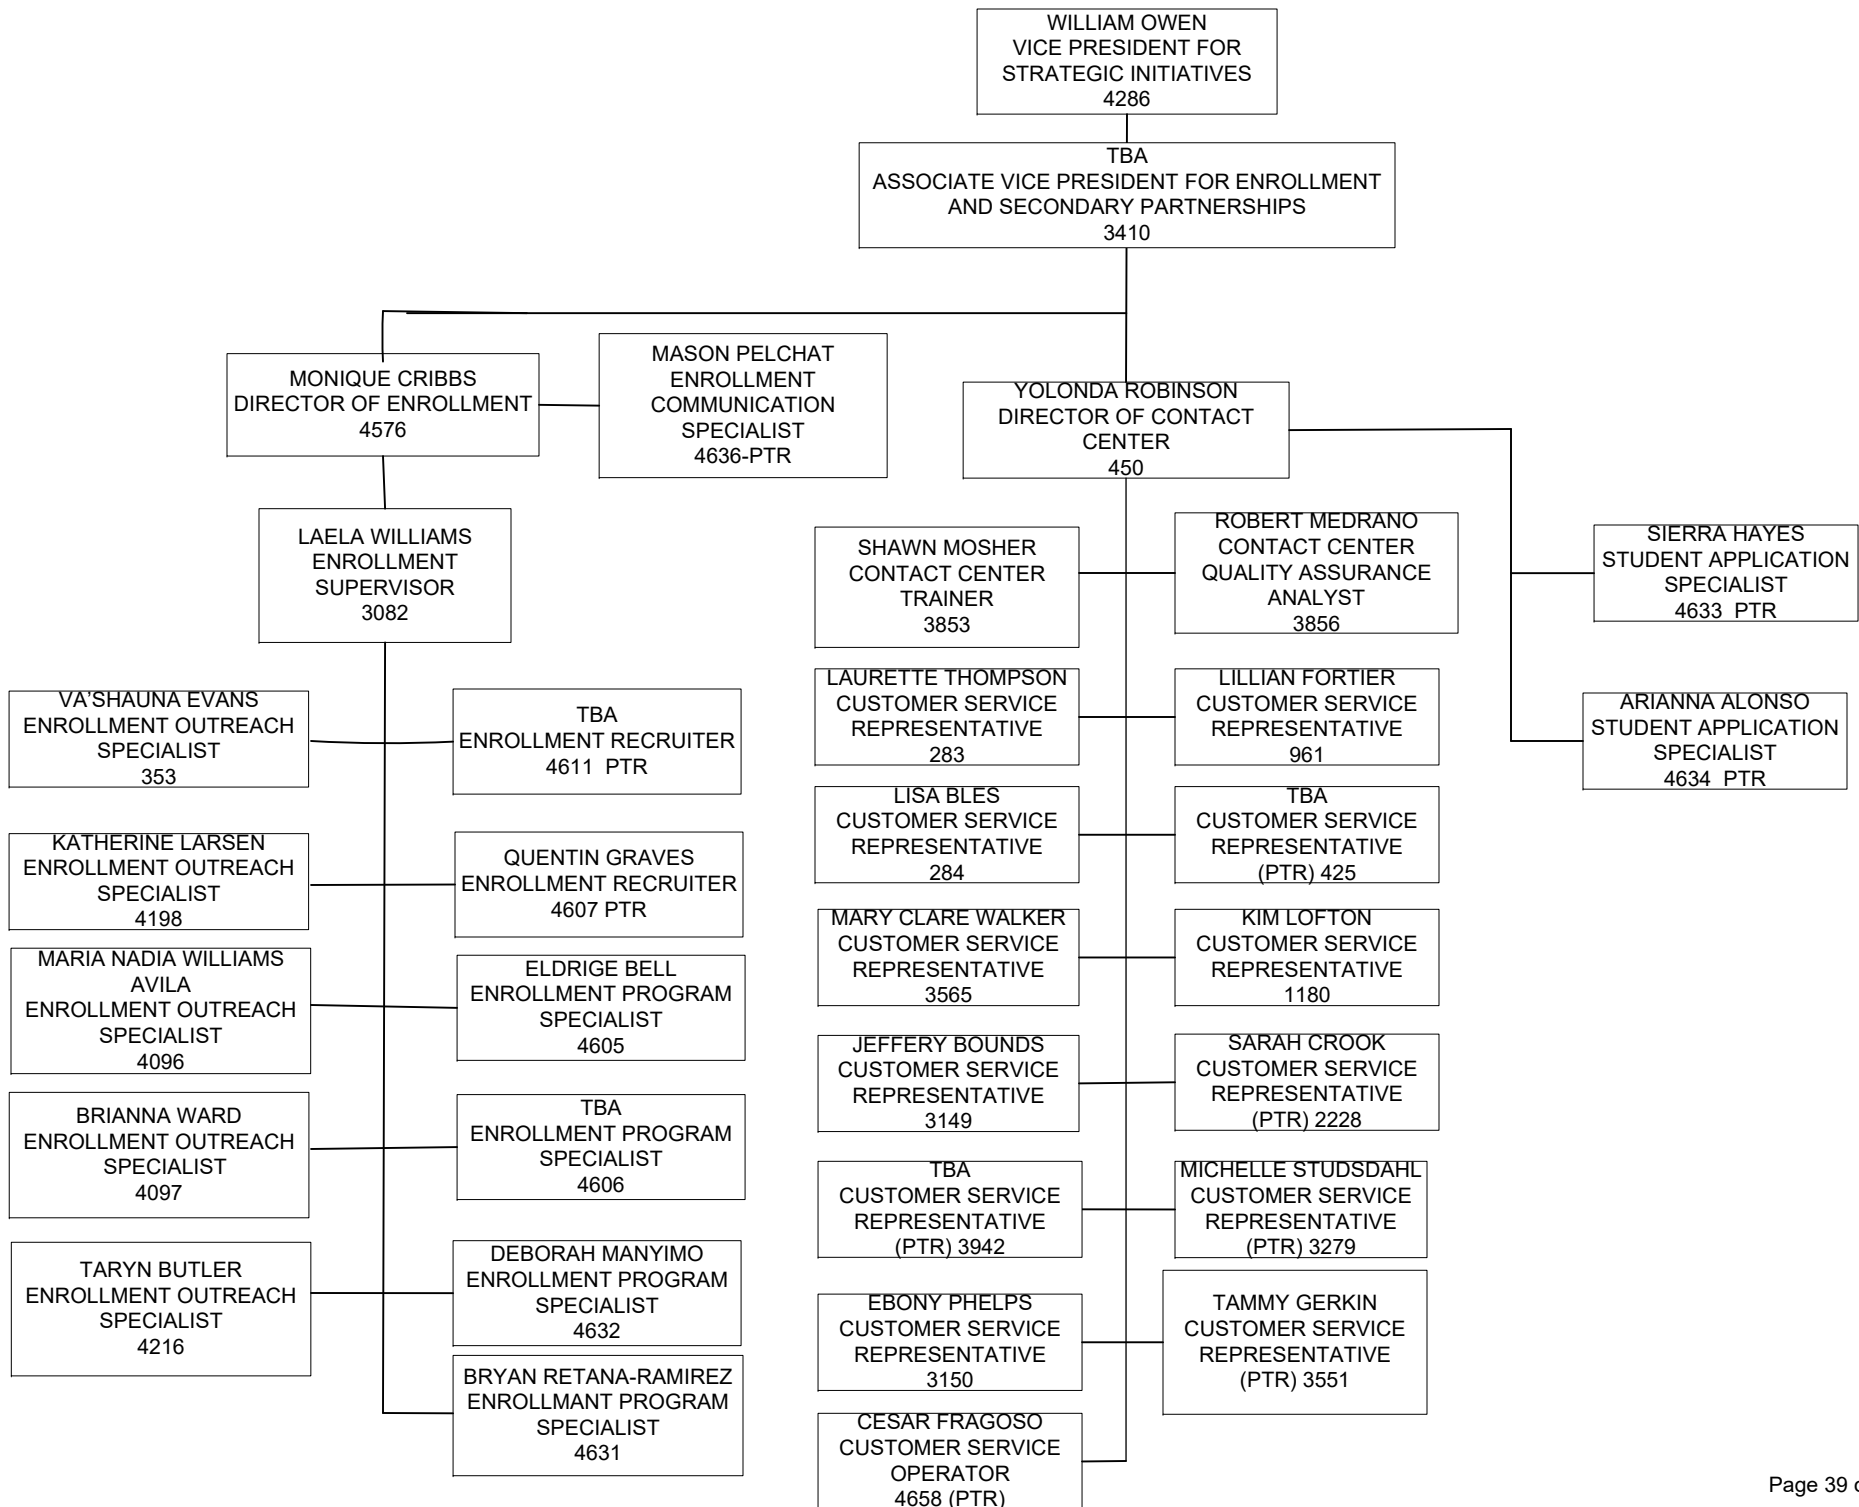 WILLIAM OWEN
VICE PRESIDENT FOR
STRATEGIC INITIATIVES
4286
TBA
ASSOCIATE VICE PRESIDENT FOR ENROLLMENT
AND SECONDARY PARTNERSHIPS
3410
MONIQUE CRIBBS
DIRECTOR OF ENROLLMENT
4576
MASON PELCHAT
ENROLLMENT
COMMUNICATION
SPECIALIST
4636-PTR
YOLONDA ROBINSON
DIRECTOR OF CONTACT
CENTER
450
LAELA WILLIAMS
ENROLLMENT
SUPERVISOR
3082
SHAWN MOSHER
CONTACT CENTER
TRAINER
3853
ROBERT MEDRANO
CONTACT CENTER
QUALITY ASSURANCE
ANALYST
3856
SIERRA HAYES
STUDENT APPLICATION
SPECIALIST
4633  PTR
VA'SHAUNA EVANS
ENROLLMENT OUTREACH
SPECIALIST
353
TBA
ENROLLMENT RECRUITER
4611  PTR
LAURETTE THOMPSON
CUSTOMER SERVICE
REPRESENTATIVE
283
LILLIAN FORTIER
CUSTOMER SERVICE
REPRESENTATIVE
961
ARIANNA ALONSO
STUDENT APPLICATION
SPECIALIST
4634  PTR
LISA BLES
CUSTOMER SERVICE
REPRESENTATIVE
284
TBA
CUSTOMER SERVICE
REPRESENTATIVE
(PTR) 425
KATHERINE LARSEN
ENROLLMENT OUTREACH
SPECIALIST
4198
QUENTIN GRAVES
ENROLLMENT RECRUITER
4607 PTR
MARY CLARE WALKER
CUSTOMER SERVICE
REPRESENTATIVE
3565
KIM LOFTON
CUSTOMER SERVICE
REPRESENTATIVE
1180
MARIA NADIA WILLIAMS
AVILA
ENROLLMENT OUTREACH
SPECIALIST
4096
ELDRIGE BELL
ENROLLMENT PROGRAM
SPECIALIST
4605
JEFFERY BOUNDS
CUSTOMER SERVICE
REPRESENTATIVE
3149
SARAH CROOK
CUSTOMER SERVICE
REPRESENTATIVE
(PTR) 2228
BRIANNA WARD
ENROLLMENT OUTREACH
SPECIALIST
4097
TBA
ENROLLMENT PROGRAM
SPECIALIST
4606
TBA
CUSTOMER SERVICE
REPRESENTATIVE
(PTR) 3942
MICHELLE STUDSDAHL
CUSTOMER SERVICE
REPRESENTATIVE
(PTR) 3279
TARYN BUTLER
ENROLLMENT OUTREACH
SPECIALIST
4216
DEBORAH MANYIMO
ENROLLMENT PROGRAM
SPECIALIST
4632
EBONY PHELPS
CUSTOMER SERVICE
REPRESENTATIVE
3150
TAMMY GERKIN
CUSTOMER SERVICE
REPRESENTATIVE
(PTR) 3551
BRYAN RETANA-RAMIREZ
ENROLLMANT PROGRAM
SPECIALIST
4631
CESAR FRAGOSO
CUSTOMER SERVICE
OPERATOR
4658 (PTR)
Page 39